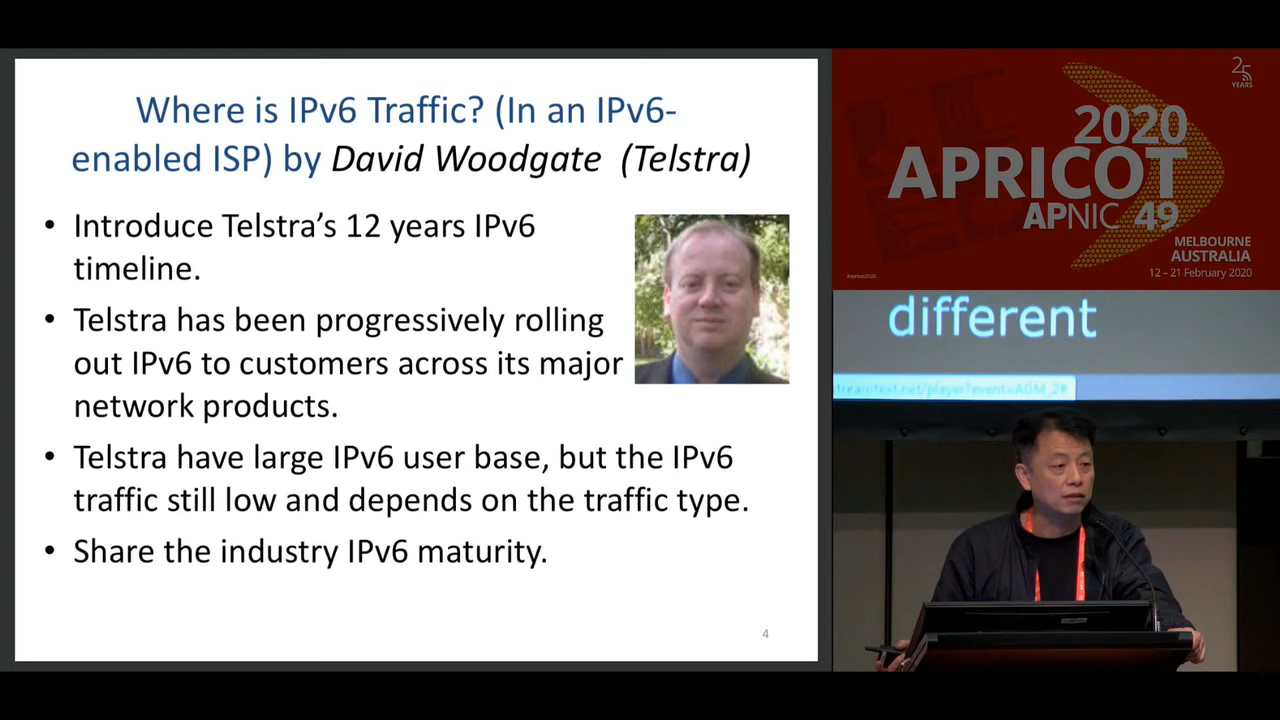 Where is IPv6 Traffic? (In an IPv6-
enabled ISP) by David Woodgate (Telstra)
• Introduce Telstra’s 12 years IPv6
timeline.
• Telstra has been progressively rolling
out IPv6 to customers across its major
network products.
• Telstra have large IPv6 user base, but the IPv6
traffic still low and depends on the traffic type.
• Share the industry IPv6 maturity.
4
25
YEARS
2020
APRICOT
APNIC 49
MELBOURNE
AUSTRALIA
12 – 21 February 2020
#apricot2020
different